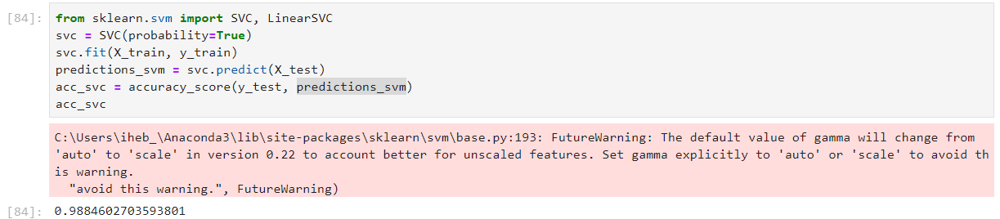 [84]: from sklearn.svm import SVC, LinearSVC
svc = SVC(probability=True)
svc.fit(X_train, y_train)
predictions_svm = svc.predict(X_test)
acc_svc = accuracy_score(y_test, predictions_svm)
acc_svc
C:\Users\iheb_\Anaconda3\lib\site-packages\sklearn\svm\base.py:193: FutureWarning: The default value of gamma will change from
'auto' to 'scale' in version 0.22 to account better for unscaled features. Set gamma explicitly to 'auto' or 'scale' to avoid th
is warning.
"avoid this warning.", FutureWarning)
[84]: 0.9884602703593801